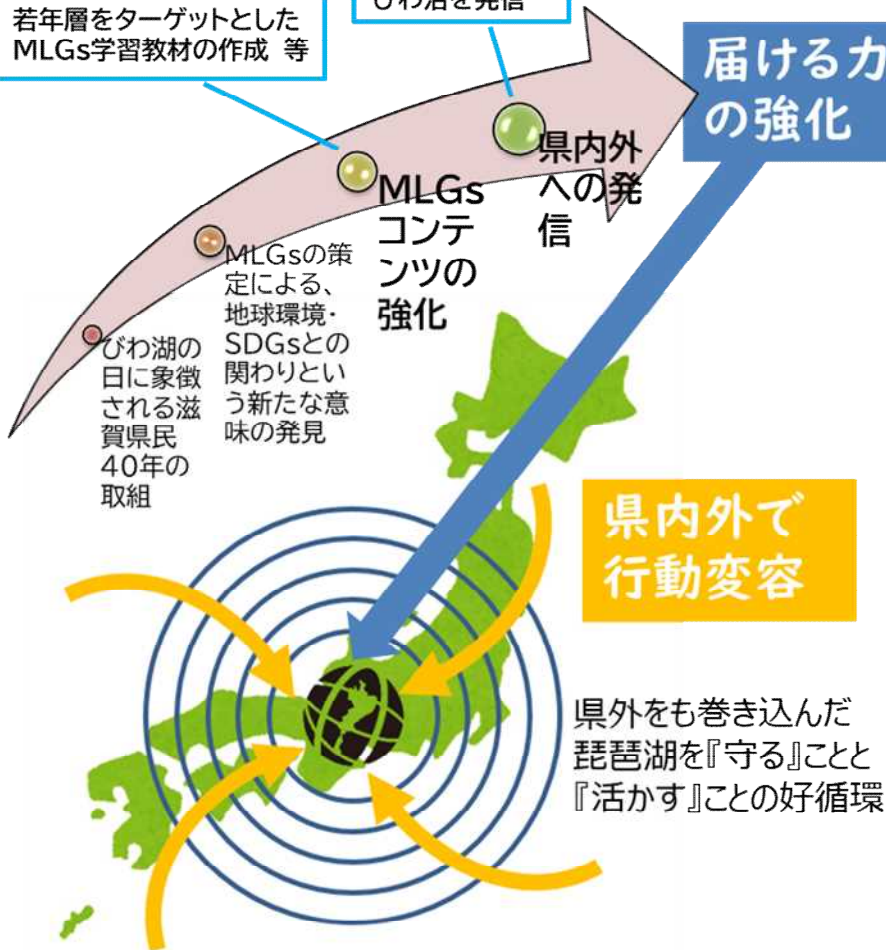 若年層をターゲットとした
MLGs学習教材の作成 等
びわ活を発信
届ける力
の強化
県内外
への発
信
MLGs
コンテ
ンツの
強化
MLGsの策
定による、
地球環境・
SDGsとの
関わりとい
う新たな意
味の発見
びわ湖の
日に象徴
される滋
賀県民
40年の
取組
県内外で
行動変容
県外をも巻き込んだ
琵琶湖を『守る』ことと
『活かす』ことの好循環